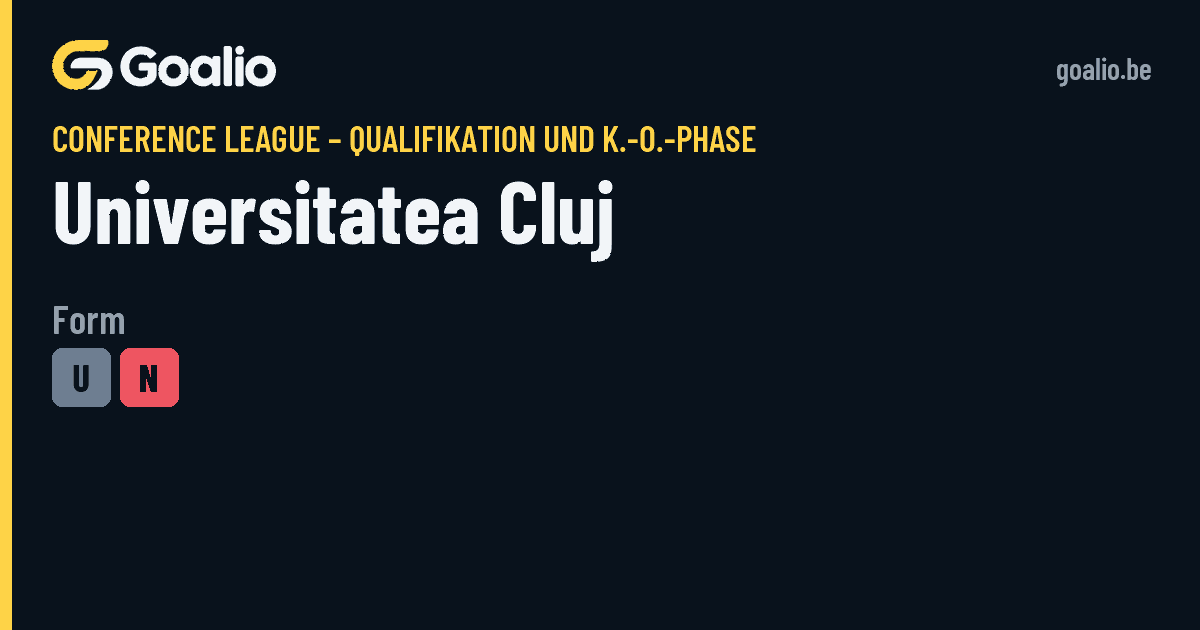 Goalio
goalio.be
CONFERENCE LEAGUE – QUALIFIKATION UND K.-O.-PHASE
Universitatea Cluj
Form
U N